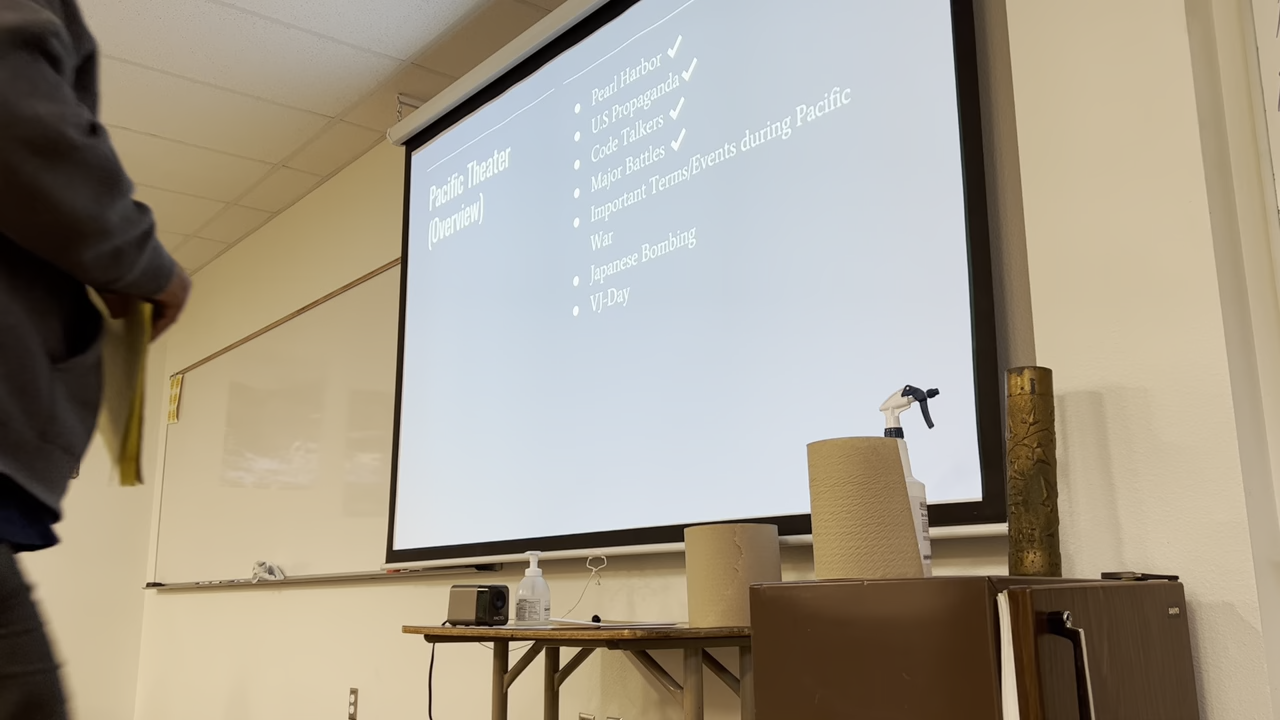 Pacific Theater
(Overview)
Pearl Harbor ✓
U.S Propaganda ✓
Code Talkers ✓
Major Battles ✓
Important Terms/Events during Pacific
War
Japanese Bombing
VJ-Day